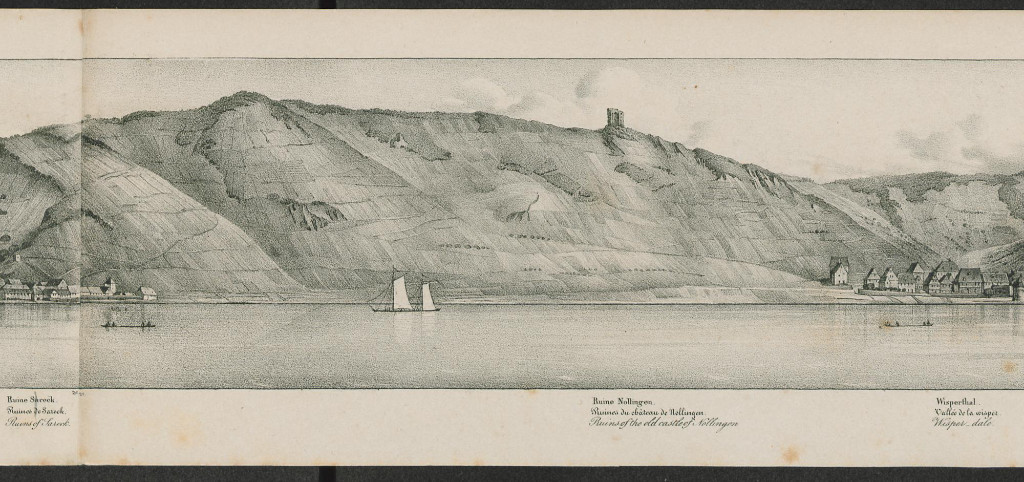 Ruine Sareck.
Ruines de Sareck.
Ruins of Sareck.
Ruine Nollingen.
Ruines du château de Nollingen
Ruins of the old castle of Nollingen
Wisperthal.
Vallée de la wisper.
Wisper-dale.